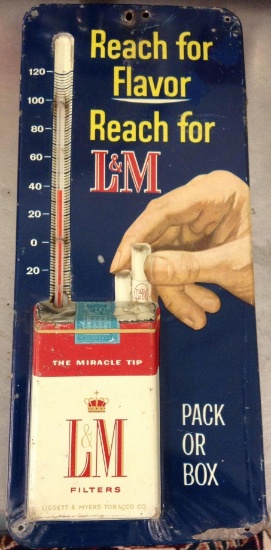 Reach for
Flavor
Reach for
L&M
120
100
80
60
40
20
0
20
THE MIRACLE TIP
L&M
FILTERS
LIGGETT & MYERS TOBACCO CO
PACK
OR
BOX